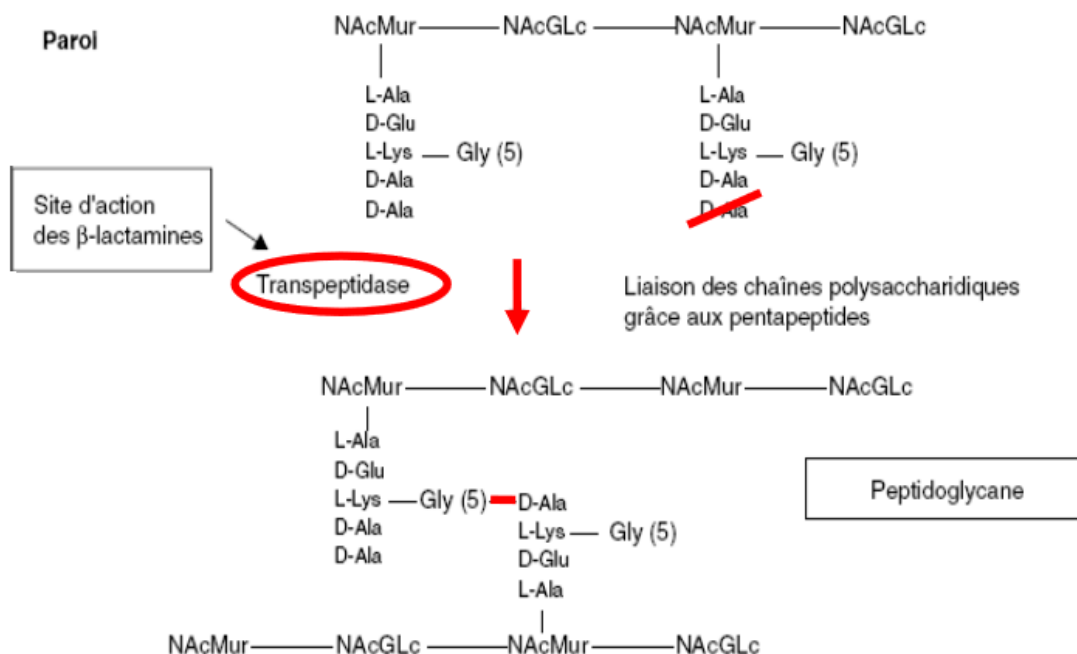 Paroi
NAcMur NAcGLc NAcMur NAcGLc
L-Ala L-Ala
D-Glu D-Glu
L-Lys Gly (5) L-Lys Gly (5)
D-Ala D-Ala
D-Ala D-Ala
Site d'action
des β-lactamines
Transpeptidase
Liaison des chaînes polysaccharidiques
grâce aux pentapeptides
NAcMur NAcGLc NAcMur NAcGLc
L-Ala
D-Glu
L-Lys Gly (5) D-Ala
D-Ala L-Lys Gly (5)
D-Ala D-Glu
L-Ala
Peptidoglycane
NAcMur NAcGLc NAcMur NAcGLc